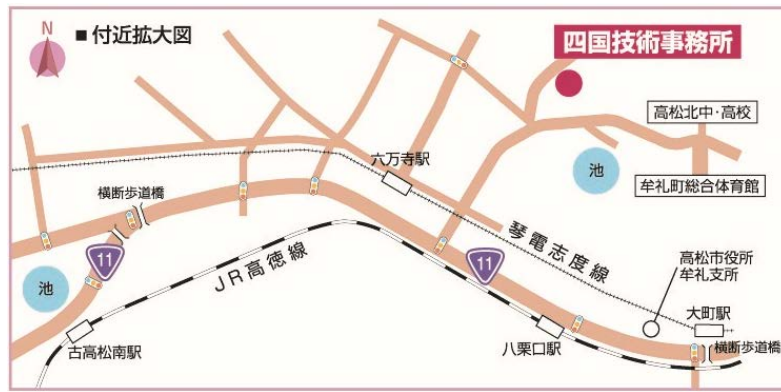 N
■付近拡大図
四国技術事務所
高松北中・高校
六万寺駅
池
牟礼町総合体育館
横断歩道橋
琴電志度線
11
11
高松市役所
牟礼支所
JR高徳線
池
大町駅
古高松南駅
八栗口駅
横断歩道橋